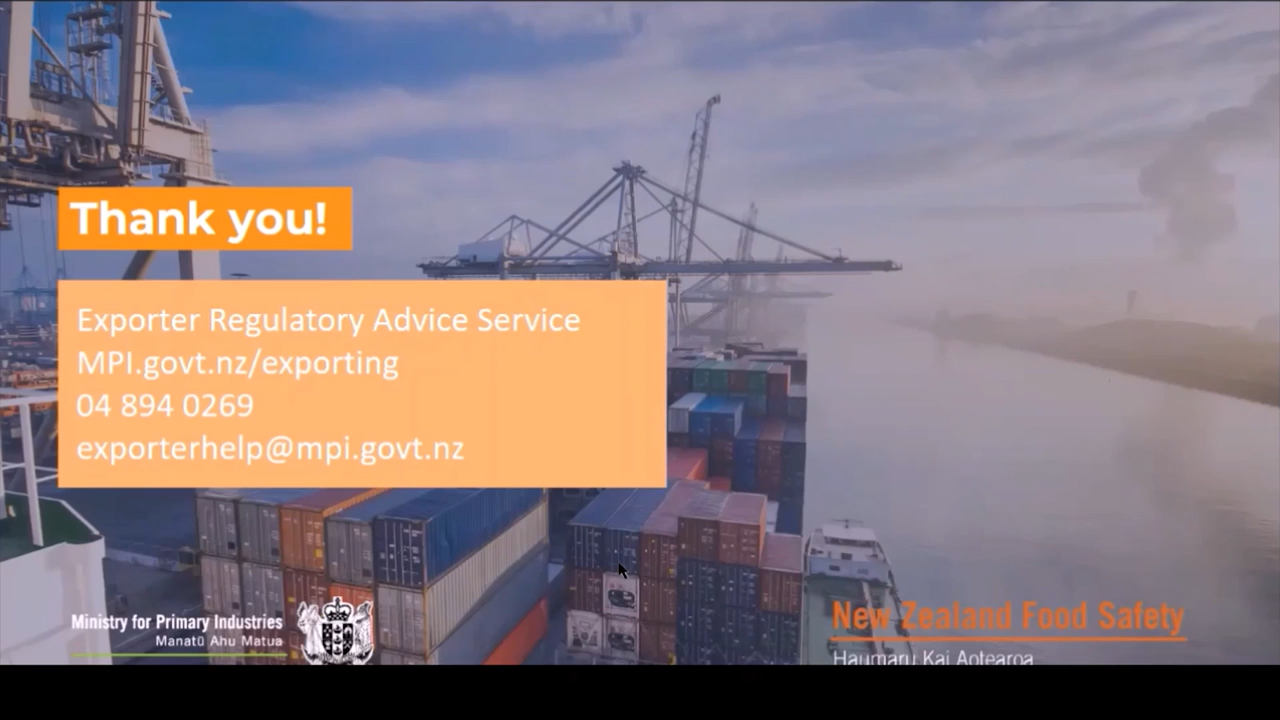 Thank you!
Exporter Regulatory Advice Service
MPI.govt.nz/exporting
04 894 0269
exporterhelp@mpi.govt.nz
Ministry for Primary Industries
Manatū Ahu Matua
New Zealand Food Safety
Haumaru Kai Aotearoa